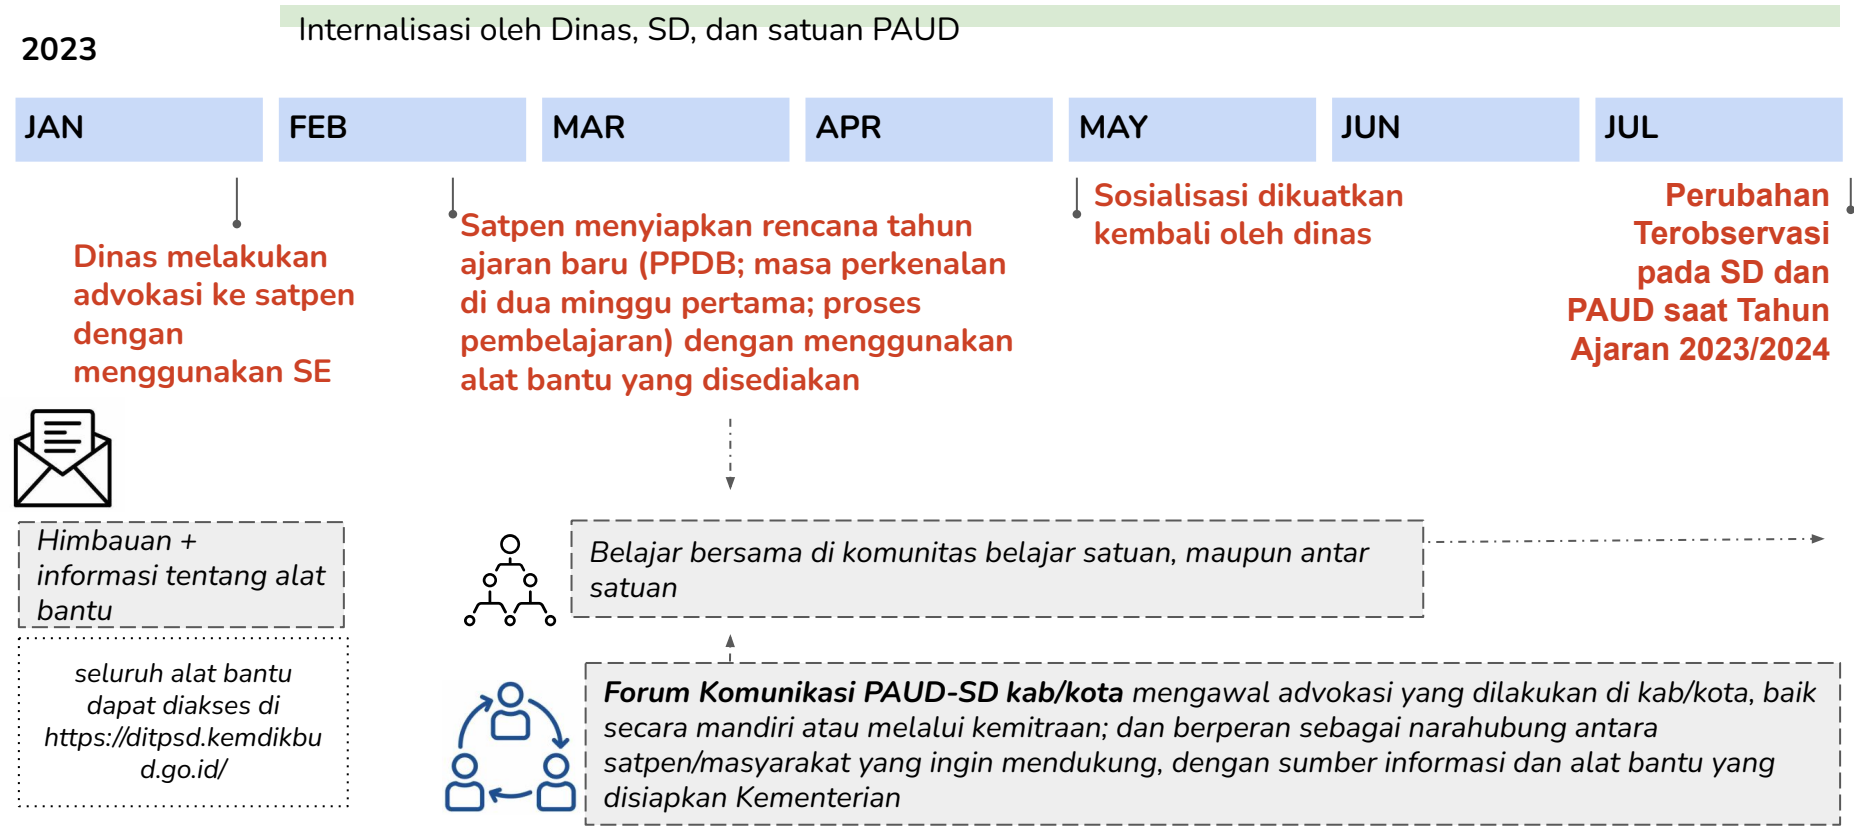 Internalisasi oleh Dinas, SD, dan satuan PAUD
2023
JAN
FEB
MAR
APR
MAY
JUN
JUL
Dinas melakukan
advokasi ke satpen
dengan
menggunakan SE
Satpen menyiapkan rencana tahun
ajaran baru (PPDB; masa perkenalan
di dua minggu pertama; proses
pembelajaran) dengan menggunakan
alat bantu yang disediakan
Sosialisasi dikuatkan
kembali oleh dinas
Perubahan
Terobservasi
pada SD dan
PAUD saat Tahun
Ajaran 2023/2024
Himbauan +
informasi tentang alat
bantu
seluruh alat bantu
dapat diakses di
https://ditpsd.kemdikbu
d.go.id/
Belajar bersama di komunitas belajar satuan, maupun antar
satuan
Forum Komunikasi PAUD-SD kab/kota mengawal advokasi yang dilakukan di kab/kota, baik
secara mandiri atau melalui kemitraan; dan berperan sebagai narahubung antara
satpen/masyarakat yang ingin mendukung, dengan sumber informasi dan alat bantu yang
disiapkan Kementerian